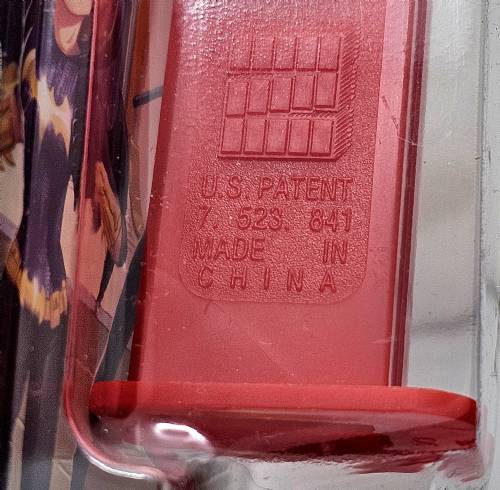 U.S. PATENT
7. 523. 841
MADE IN
CHINA